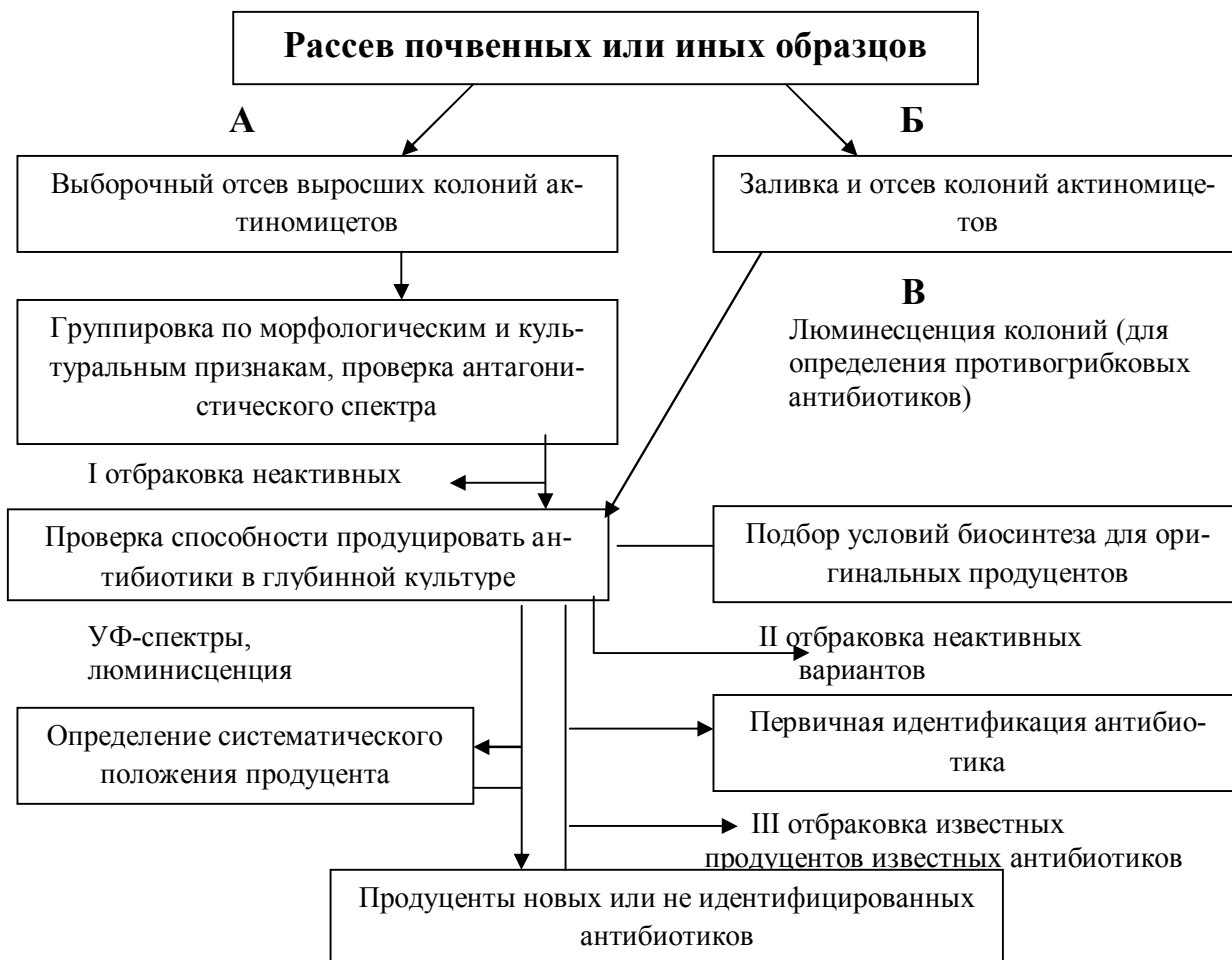 Рассев почвенных или иных образцов
А
Б
Выборочный отсев выросших колоний ак-
тиномицетов
Заливка и отсев колоний актиномице-
тов
В
Группировка по морфологическим и куль-
туральным признакам, проверка антагони-
стического спектра
Люминесценция колоний (для
определения противогрибковых
антибиотиков)
I отбраковка неактивных
Проверка способности продуцировать ан-
тибиотики в глубинной культуре
Подбор условий биосинтеза для ори-
гинальных продуцентов
УФ-спектры,
люминисценция
II отбраковка неактивных
вариантов
Определение систематического
положения продуцента
Первичная идентификация антибио-
тика
III отбраковка известных
продуцентов известных антибиотиков
Продуценты новых или не идентифицированных
антибиотиков